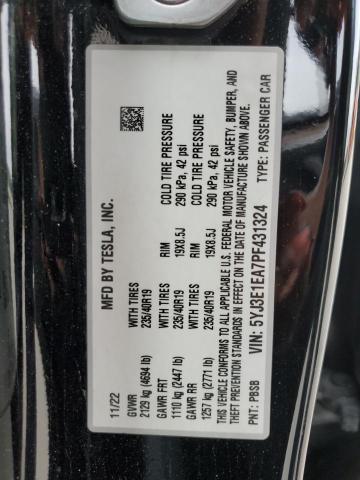 MFD BY TESLA, INC.
11/22
GVWR
2129 kg (4694 lb)
GAWR FRT
1110 kg (2447 lb)
WITH TIRES
235/40R19
RIM
19X8.5J
COLD TIRE PRESSURE
290 kPa, 42 psi
GAWR RR
1257 kg (2771 lb)
WITH TIRES
235/40R19
RIM
19X8.5J
COLD TIRE PRESSURE
290 kPa, 42 psi
THIS VEHICLE CONFORMS TO ALL APPLICABLE U.S. FEDERAL MOTOR VEHICLE SAFETY, BUMPER, AND
THEFT PREVENTION STANDARDS IN EFFECT ON THE DATE OF MANUFACTURE SHOWN ABOVE.
VIN: 5YJ3E1EA7PF431324
TYPE: PASSENGER CAR
PNT: PBSB